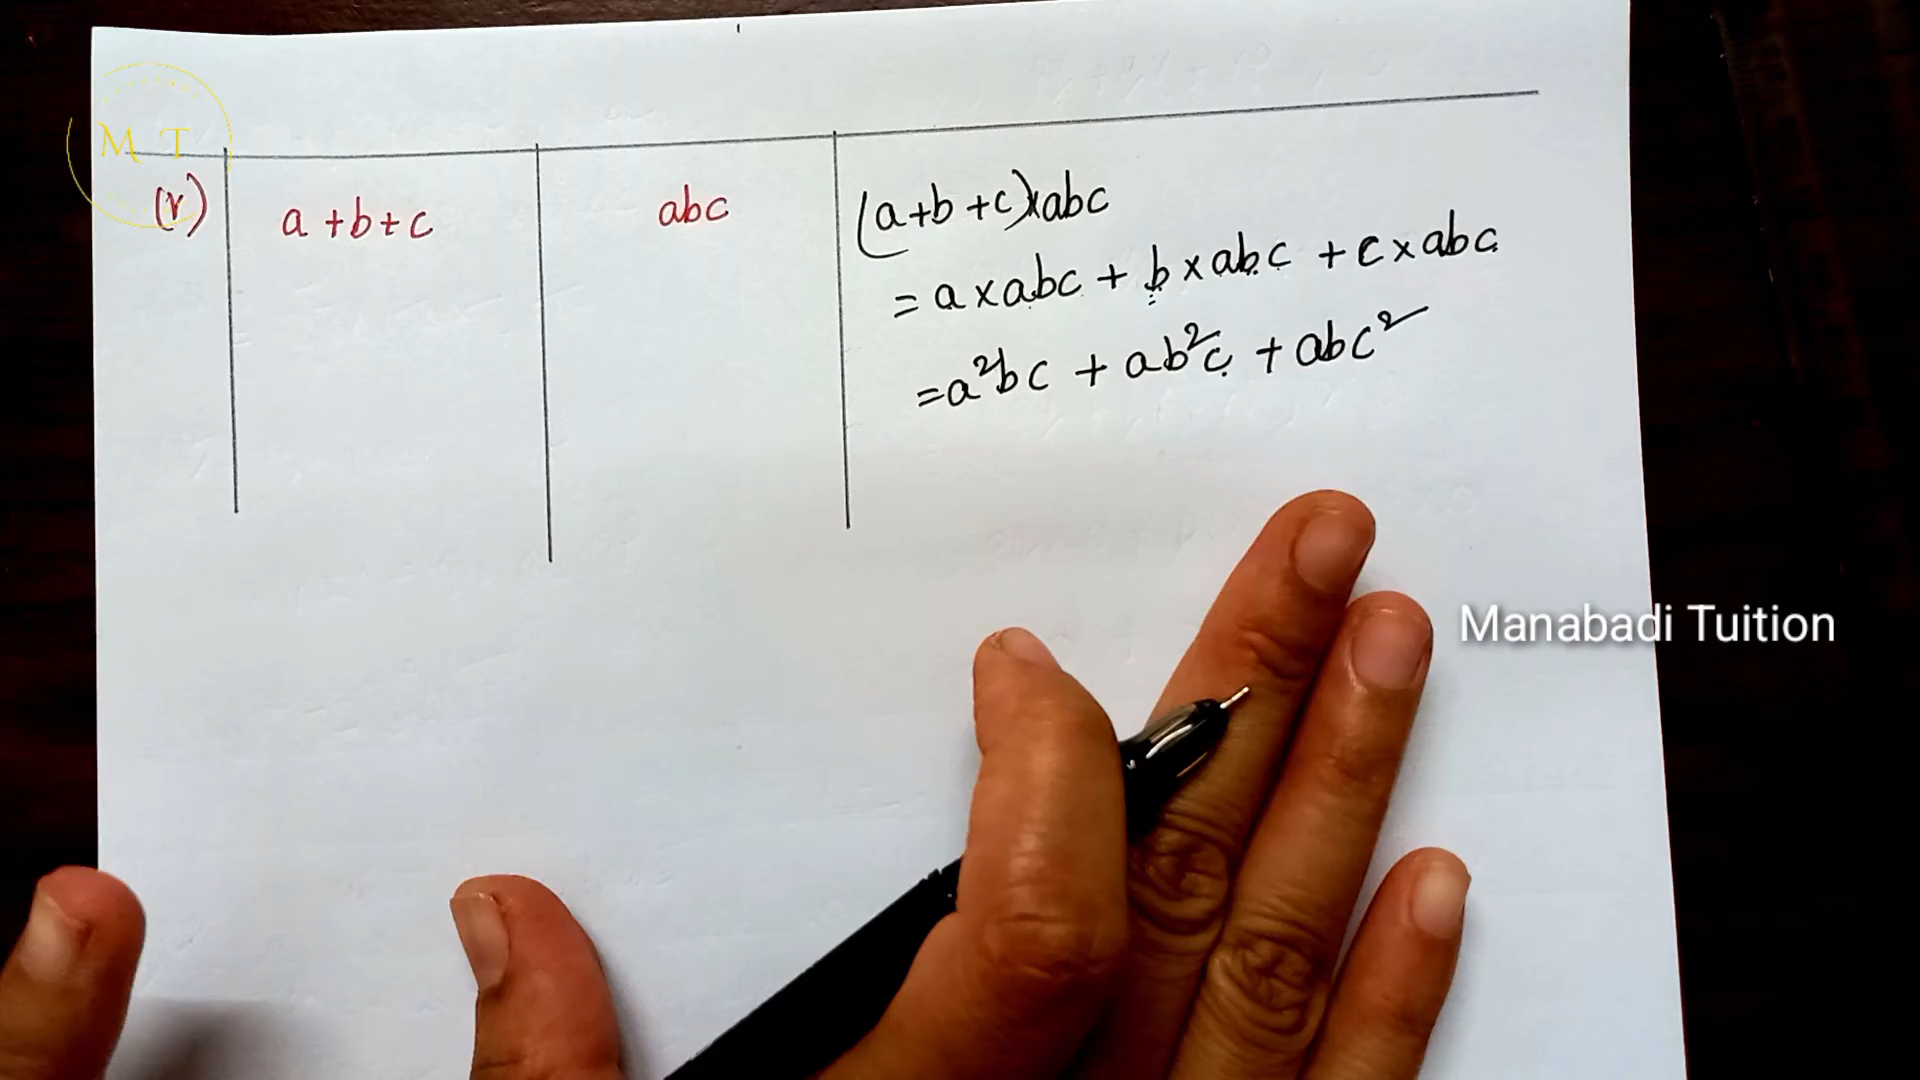 M T
(v) a+b+c abc (a+b+c)×abc
= a×abc + b×abc + c×abc
= a²bc + ab²c + abc²
Manabadi Tuition